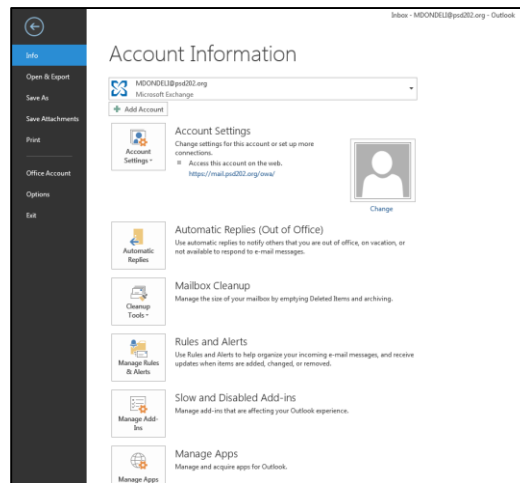 Inbox - MDONDELI@psd202.org - Outlook
Info
Open & Export
Save As
Save Attachments
Print
Office Account
Options
Exit
Account Information
MDONDELI@psd202.org
Microsoft Exchange
Add Account
Account
Settings
Account Settings
Change settings for this account or set up more
connections.
Access this account on the web.
https://mail.psd202.org/owa/
Change
Automatic
Replies
Automatic Replies (Out of Office)
Use automatic replies to notify others that you are out of office, on vacation, or
not available to respond to e-mail messages.
Cleanup
Tools
Mailbox Cleanup
Manage the size of your mailbox by emptying Deleted Items and archiving.
Manage Rules
& Alerts
Rules and Alerts
Use Rules and Alerts to help organize your incoming e-mail messages, and receive
updates when items are added, changed, or removed.
Manage Add-
Ins
Slow and Disabled Add-ins
Manage add-ins that are affecting your Outlook experience.
Manage Apps
Manage Apps
Manage and acquire apps for Outlook.